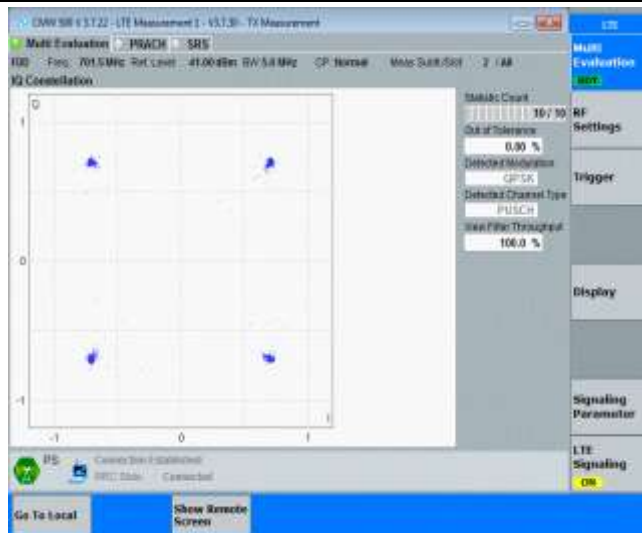 CMW 500 V 3.7.22 - LTE Measurement 1 - V3.7.30 - TX Measurement
Multi Evaluation PRACH SRS
FDD Freq. 701.5 MHz Ref. Level 41.00 dBm BW 5.0 MHz CP Normal Meas Subfr./Slot 2 / All
IQ Constellation
Q
1
0
-1
-1 0 1
I
Statistic Count
10 / 10
Out of Tolerance
0.00 %
Detected Modulation
QPSK
Detected Channel Type
PUSCH
View Filter Throughput
100.0 %
PS
Connection Established
RRC State Connected
Go To Local
Show Remote Screen
LTE
Multi Evaluation
RDY
RF Settings
Trigger
Display
Signaling Parameter
LTE Signaling
ON